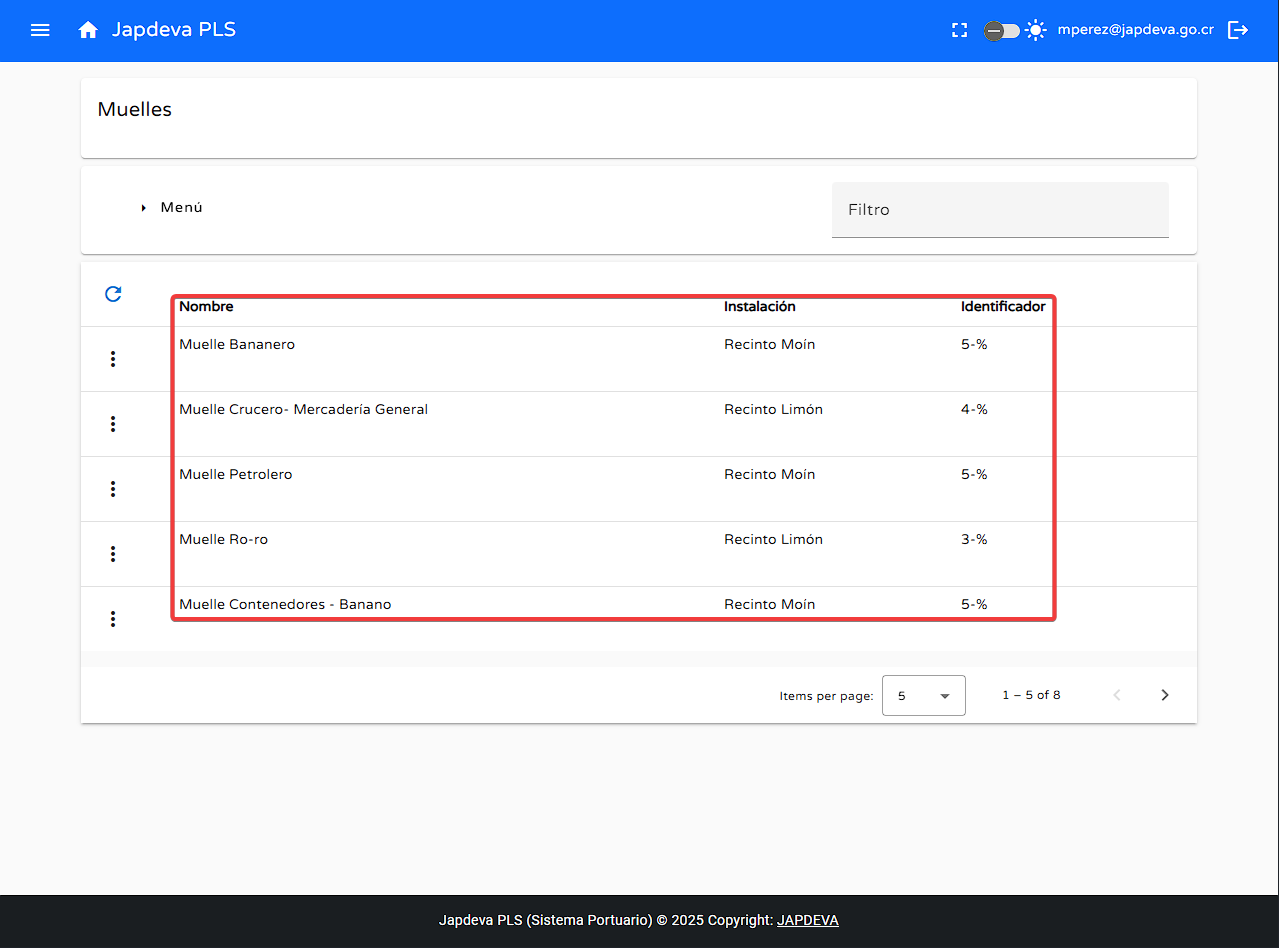 Japdeva PLS
mperez@japdeva.go.cr
Muelles
Menú
Filtro
Nombre Instalación Identificador
Muelle Bananero Recinto Moín 5-%
Muelle Crucero- Mercadería General Recinto Limón 4-%
Muelle Petrolero Recinto Moín 5-%
Muelle Ro-ro Recinto Limón 3-%
Muelle Contenedores - Banano Recinto Moín 5-%
Items per page: 5 1 – 5 of 8
Japdeva PLS (Sistema Portuario) © 2025 Copyright: JAPDEVA